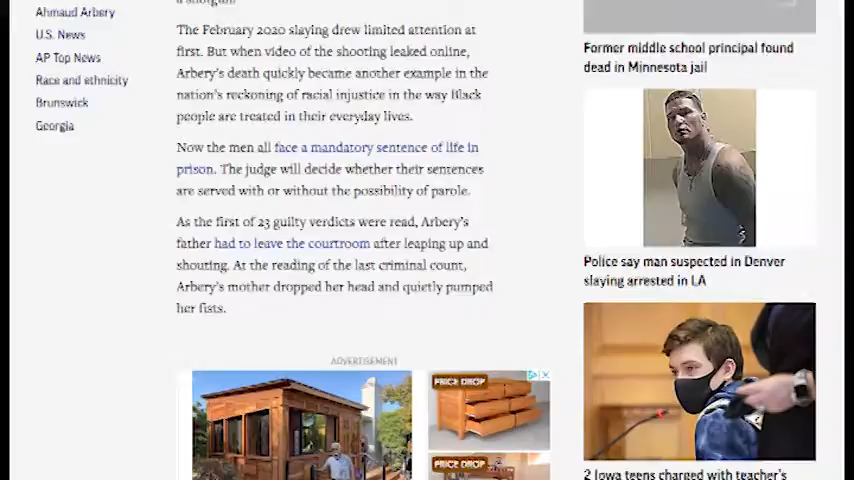 Ahmaud Arbery
U.S. News
AP Top News
Race and ethnicity
Brunswick
Georgia
The February 2020 slaying drew limited attention at
first. But when video of the shooting leaked online,
Arbery's death quickly became another example in the
nation's reckoning of racial injustice in the way Black
people are treated in their everyday lives.
Now the men all face a mandatory sentence of life in
prison. The judge will decide whether their sentences
are served with or without the possibility of parole.
As the first of 23 guilty verdicts were read, Arbery's
father had to leave the courtroom after leaping up and
shouting. At the reading of the last criminal count,
Arbery's mother dropped her head and quietly pumped
her fists.
ADVERTISEMENT
PRICE DROP
PRICE DROP
Former middle school principal found
dead in Minnesota jail
Police say man suspected in Denver
slaying arrested in LA
2 Iowa teens charged with teacher's